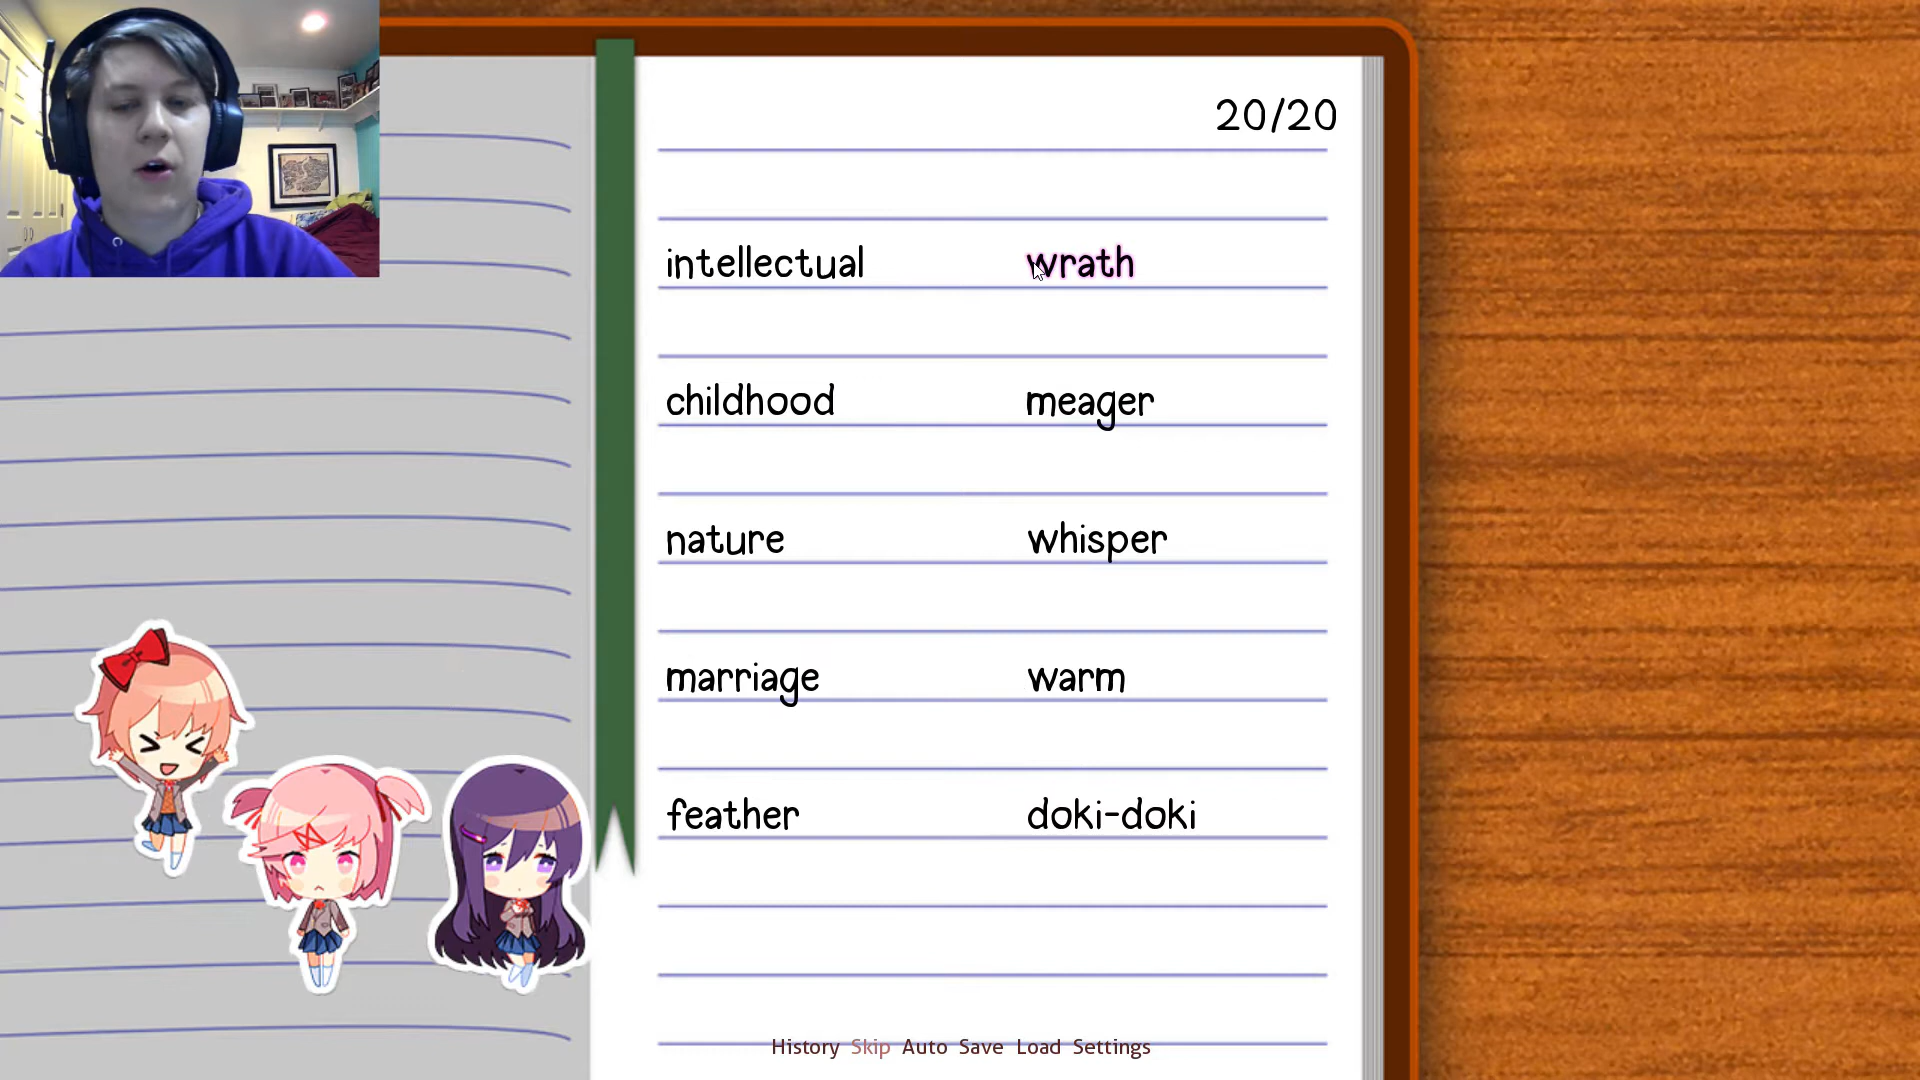 20/20
intellectual wrath
childhood meager
nature whisper
marriage warm
feather doki-doki
History Skip Auto Save Load Settings